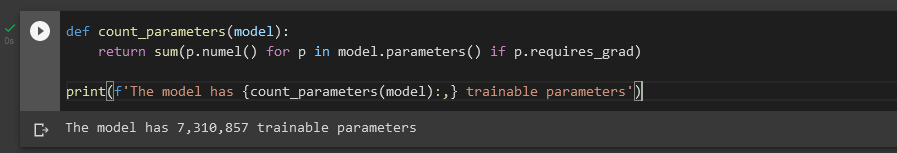 def count_parameters(model):
    return sum(p.numel() for p in model.parameters() if p.requires_grad)
print(f'The model has {count_parameters(model):,} trainable parameters')
0s
The model has 7,310,857 trainable parameters